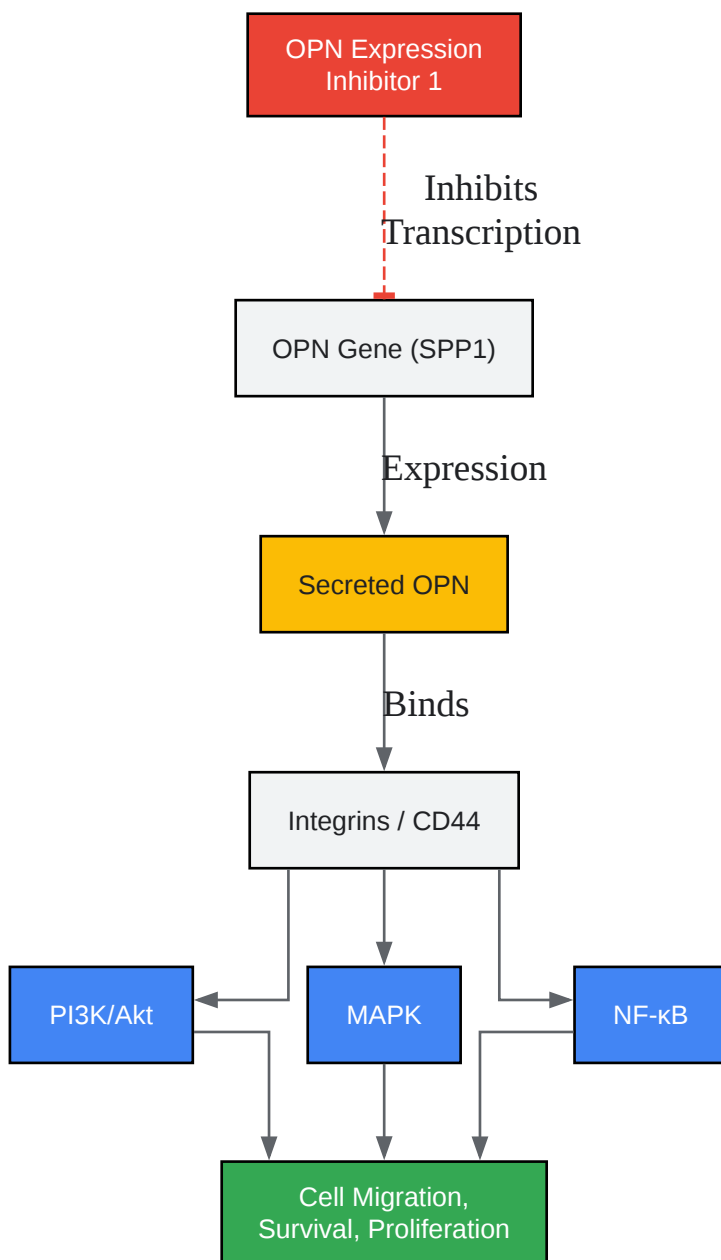 OPN Expression
Inhibitor 1
Inhibits
Transcription
OPN Gene (SPP1)
Expression
Secreted OPN
Binds
Integrins / CD44
PI3K/Akt
MAPK
NF-κB
Cell Migration,
Survival, Proliferation